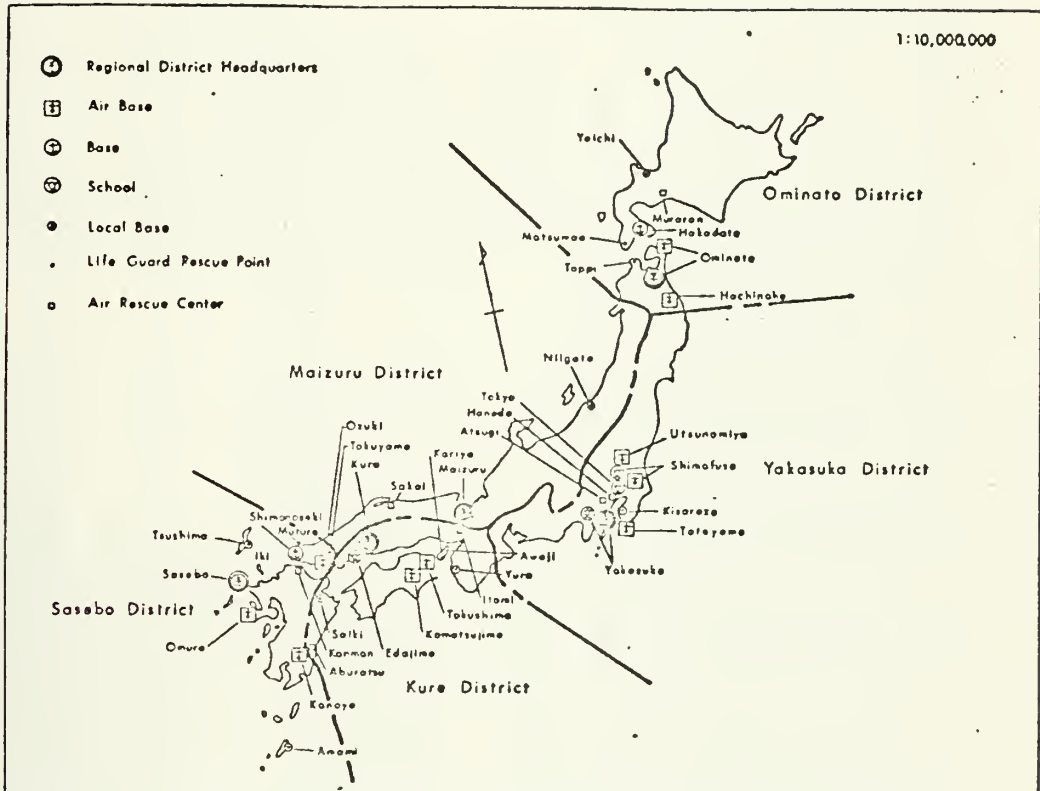 1:10,000,000
Regional District Headquarters
Air Base
Base
School
Local Base
Life Guard Rescue Point
Air Rescue Center
Yoichi
Ominato District
Muroran
Hakodate
Matsumae
Ominato
Tappi
Hachinohe
Maizuru District
Niigata
Tokyo
Haneda
Atsugi
Ozuki
Tokuyama
Kure
Kariya
Maizuru
Utsunomiya
Shimofusa
Yakasuka District
Sakai
Kisarazu
Shimonoseki
Muture
Tateyama
Tsushima
Iki
Awaji
Yura
Yokosuka
Sasebo
Itami
Sasebo District
Tokushima
Omura
Saiki
Komatsujima
Kanmon
Edajima
Aburatsu
Kure District
Kanoya
Amami